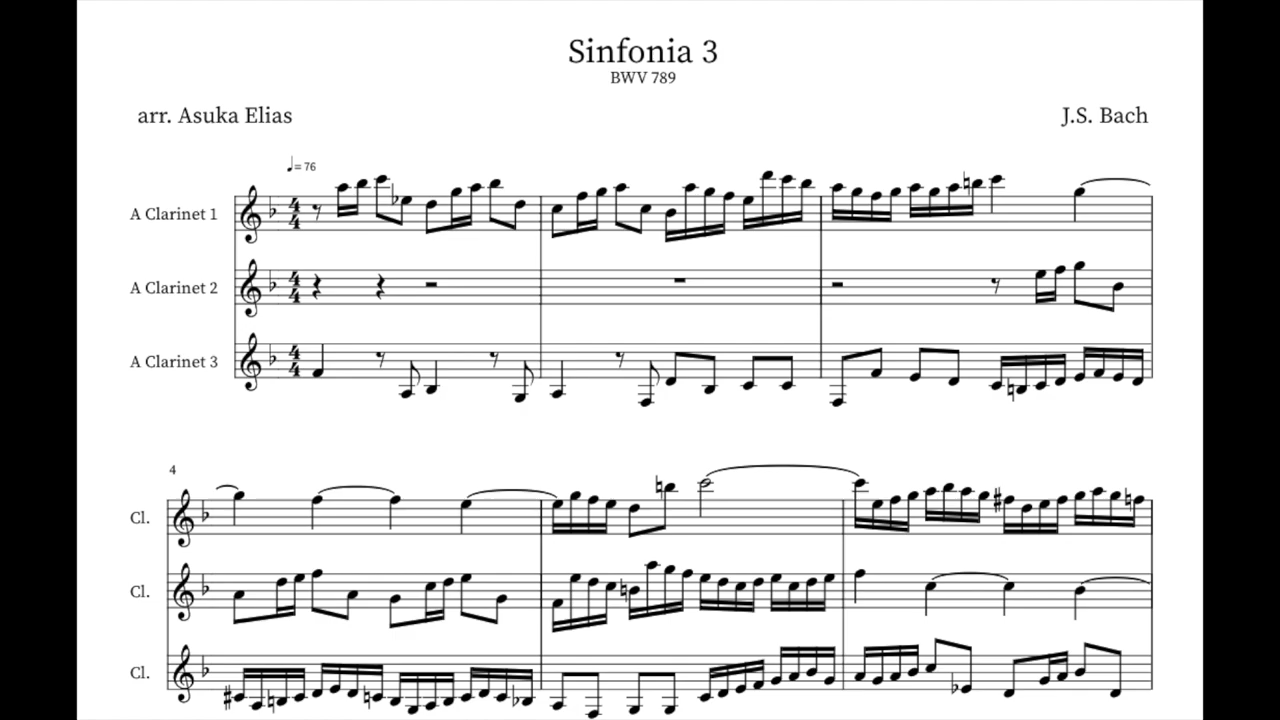 Sinfonia 3
BWV 789
arr. Asuka Elias
J.S. Bach
♩= 76
A Clarinet 1
A Clarinet 2
A Clarinet 3
4
Cl.
Cl.
Cl.